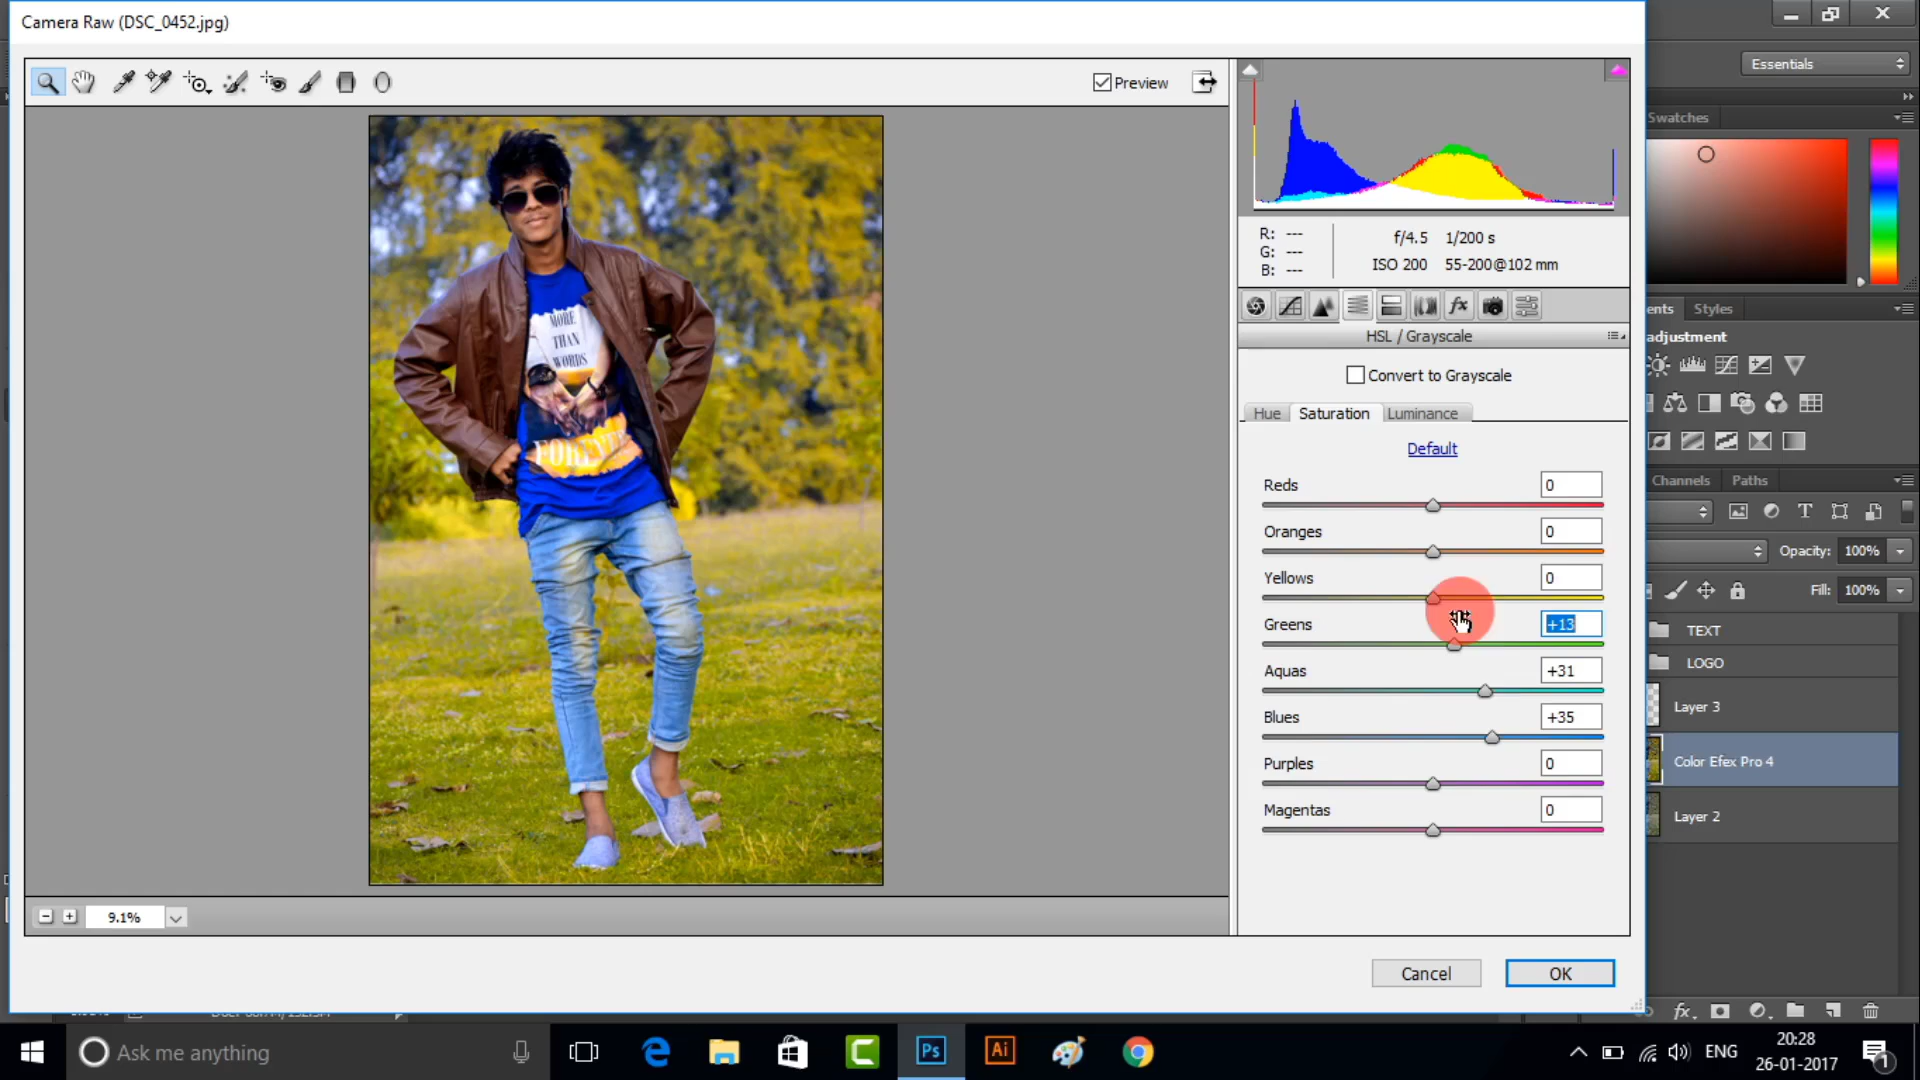 Camera Raw (DSC_0452.jpg)
Preview
Essentials
Swatches
R: ---
G: ---
B: ---
f/4.5 1/200 s
ISO 200 55-200@102 mm
ents Styles
adjustment
HSL / Grayscale
Convert to Grayscale
Hue Saturation Luminance
Default
Reds 0
Oranges 0
Yellows 0
Greens +13
Aquas +31
Blues +35
Purples 0
Magentas 0
Channels Paths
Opacity: 100%
Fill: 100%
TEXT
LOGO
Layer 3
Color Efex Pro 4
Layer 2
MORE
THAN
WORDS
9.1%
Cancel OK
Ask me anything
Ps
Ai
ENG
20:28
26-01-2017
1